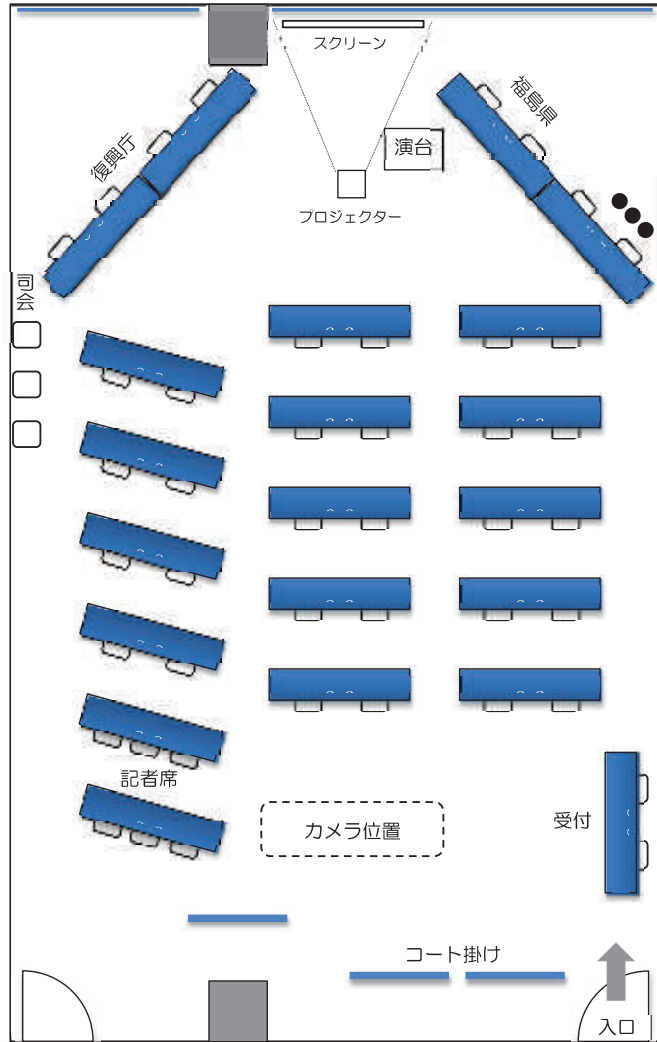 スクリーン
福島県
演台
復興庁
プロジェクター
司会
記者席
カメラ位置
受付
コート掛け
入口